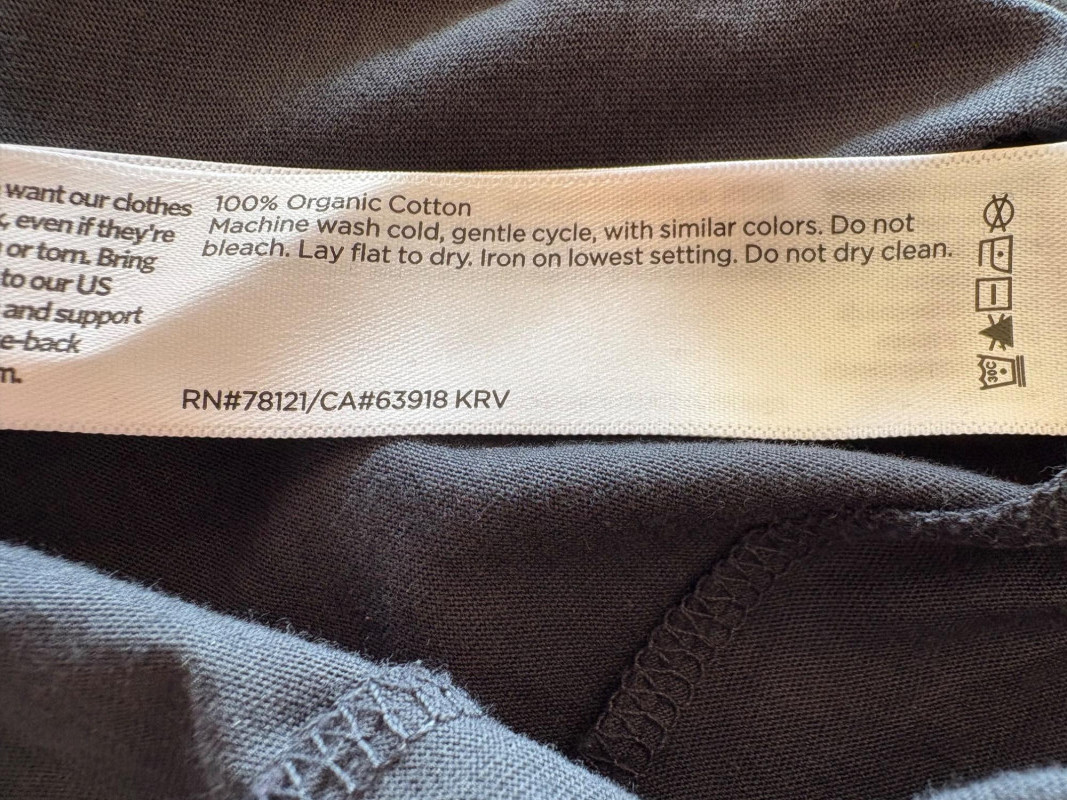 want our clothes
even if they're
or torn. Bring
to our US
and support
e-back
100% Organic Cotton
Machine wash cold, gentle cycle, with similar colors. Do not
bleach. Lay flat to dry. Iron on lowest setting. Do not dry clean.
RN#78121/CA#63918 KRV
30C